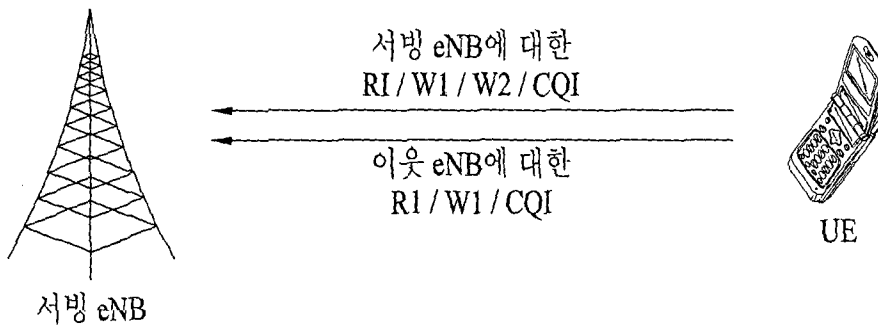 서빙 eNB에 대한
RI / W1 / W2 / CQI
이웃 eNB에 대한
R1 / W1 / CQI
UE
서빙 eNB